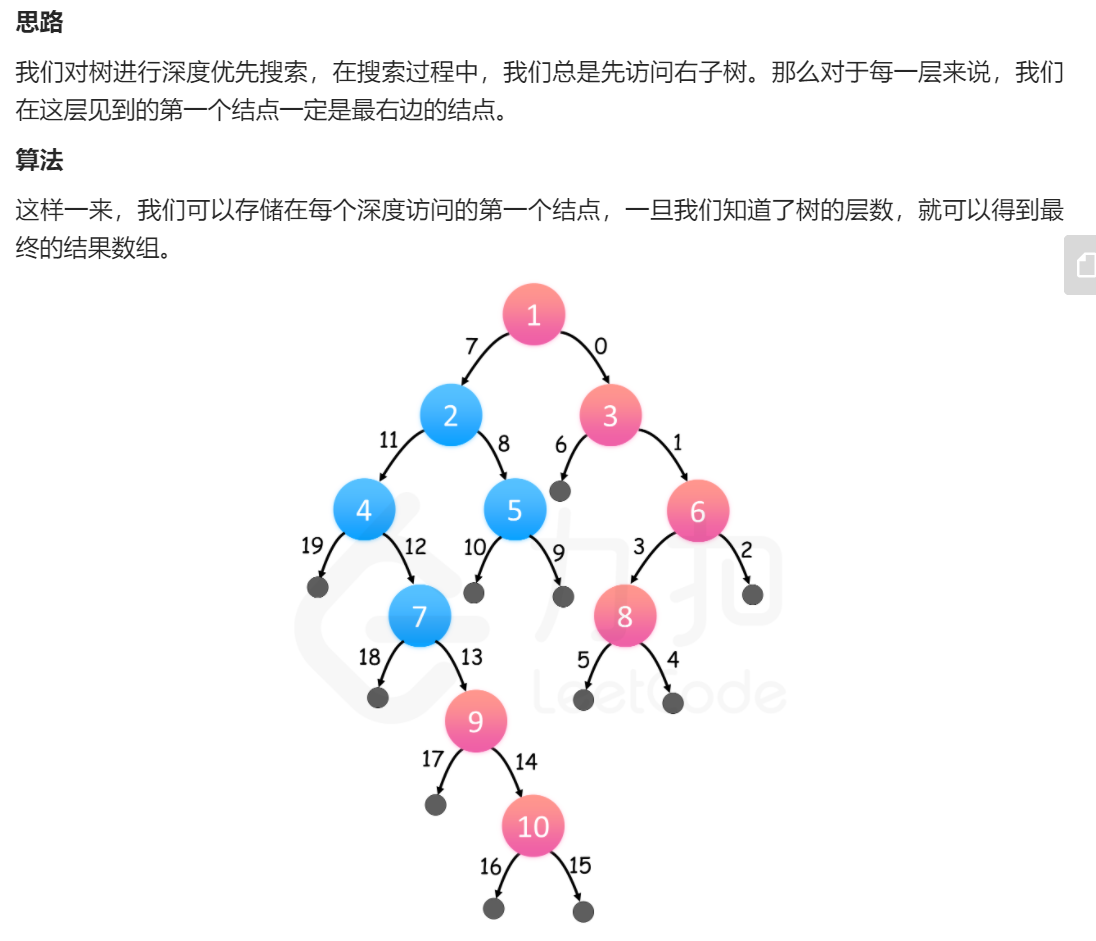 思路
我们对树进行深度优先搜索，在搜索过程中，我们总是先访问右子树。那么对于每一层来说，我们
在这层见到的第一个结点一定是最右边的结点。
算法
这样一来，我们可以存储在每个深度访问的第一个结点，一旦我们知道了树的层数，就可以得到最
终的结果数组。
1
7 0
2 3
11 8 6 1
4 5 6
19 12 10 9 3 2
7 8
18 13 5 4
9
17 14
10
16 15
力扣
LeetCode